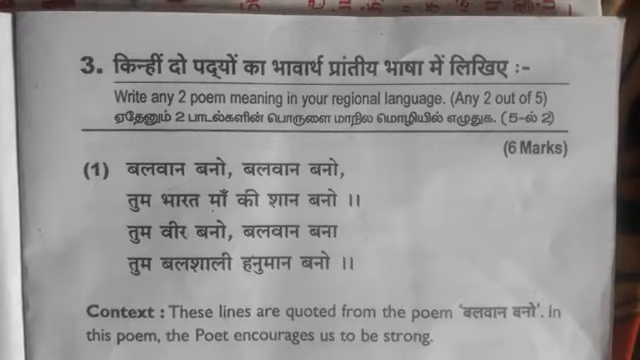 3. किन्हीं दो पद्यों का भावार्थ प्रांतीय भाषा में लिखिए :-
Write any 2 poem meaning in your regional language. (Any 2 out of 5)
ஏதேனும் 2 பாடல்களின் பொருளை மாநில மொழியில் எழுதுக. (5-ல் 2)
(6 Marks)
(1) बलवान बनो, बलवान बनो,
तुम भारत माँ की शान बनो ।।
तुम वीर बनो, बलवान बना
तुम बलशाली हनुमान बनो ।।
Context : These lines are quoted from the poem 'बलवान बनो'. In
this poem, the Poet encourages us to be strong.